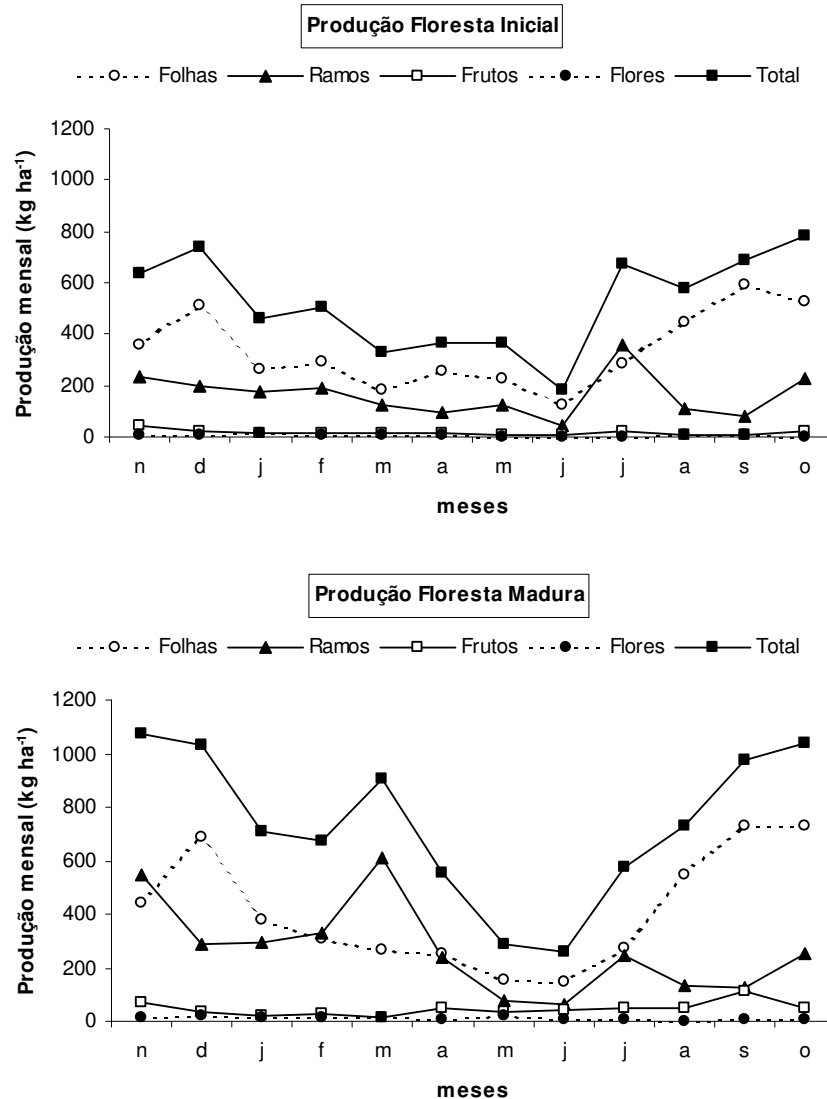 Produção Floresta Inicial
Folhas Ramos Frutos Flores Total
1200
1000
800
600
400
200
0
Produção mensal (kg ha⁻¹)
n d j f m a m j j a s o
meses
Produção Floresta Madura
Folhas Ramos Frutos Flores Total
1200
1000
800
600
400
200
0
Produção mensal (kg ha⁻¹)
n d j f m a m j j a s o
meses